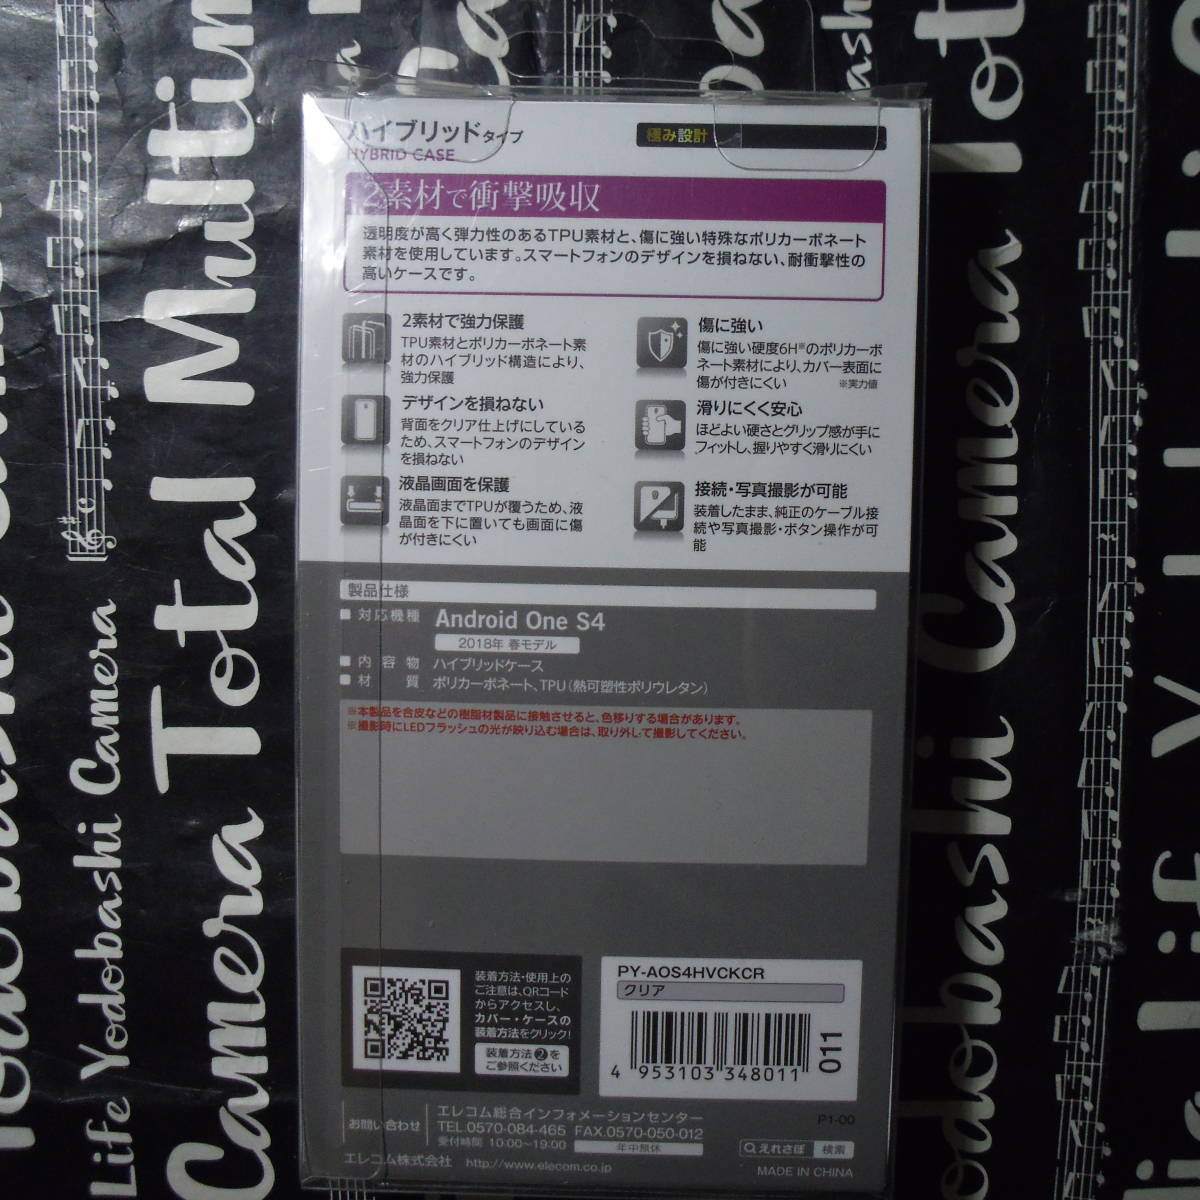 ハイブリッドタイプ
HYBRID CASE
極み設計
2素材で衝撃吸収
透明度が高く弾力性のあるTPU素材と、傷に強い特殊なポリカーボネート
素材を使用しています。スマートフォンのデザインを損ねない、耐衝撃性の
高いケースです。
2素材で強力保護
TPU素材とポリカーボネート素
材のハイブリッド構造により、
強力保護
デザインを損ねない
背面をクリア仕上げにしている
ため、スマートフォンのデザイン
を損ねない
液晶画面を保護
液晶面までTPUが覆うため、液
晶面を下に置いても画面に傷
が付きにくい
傷に強い
傷に強い硬度6H※のポリカーボ
ネート素材により、カバー表面に
傷が付きにくい ※実力値
滑りにくく安心
ほどよい硬さとグリップ感が手に
フィットし、握りやすく滑りにくい
接続・写真撮影が可能
装着したまま、純正のケーブル接
続や写真撮影・ボタン操作が可
能
製品仕様
■対応機種 Android One S4
2018年 春モデル
■内容物 ハイブリッドケース
■材質 ポリカーボネート、TPU(熱可塑性ポリウレタン)
※本製品を合皮などの樹脂材製品に接触させると、色移りする場合があります。
※撮影時にLEDフラッシュの光が映り込む場合は、取り外して撮影してください。
装着方法・使用上の
ご注意は、QRコード
からアクセスし、
カバー・ケースの
装着方法をクリック!
装着方法❷を
ご参照ください
PY-AOS4HVCKCR
クリア
4 953103 348011
011
お問い合わせ
エレコム総合インフォメーションセンター
TEL.0570-084-465 FAX.0570-050-012
受付時間 10:00~19:00 年中無休
エレコム株式会社 http://www.elecom.co.jp
P1-00
えれさぽ 検索
MADE IN CHINA
Life Yodobashi Camera
Camera Total Multim
Yodobashi Camera Tot